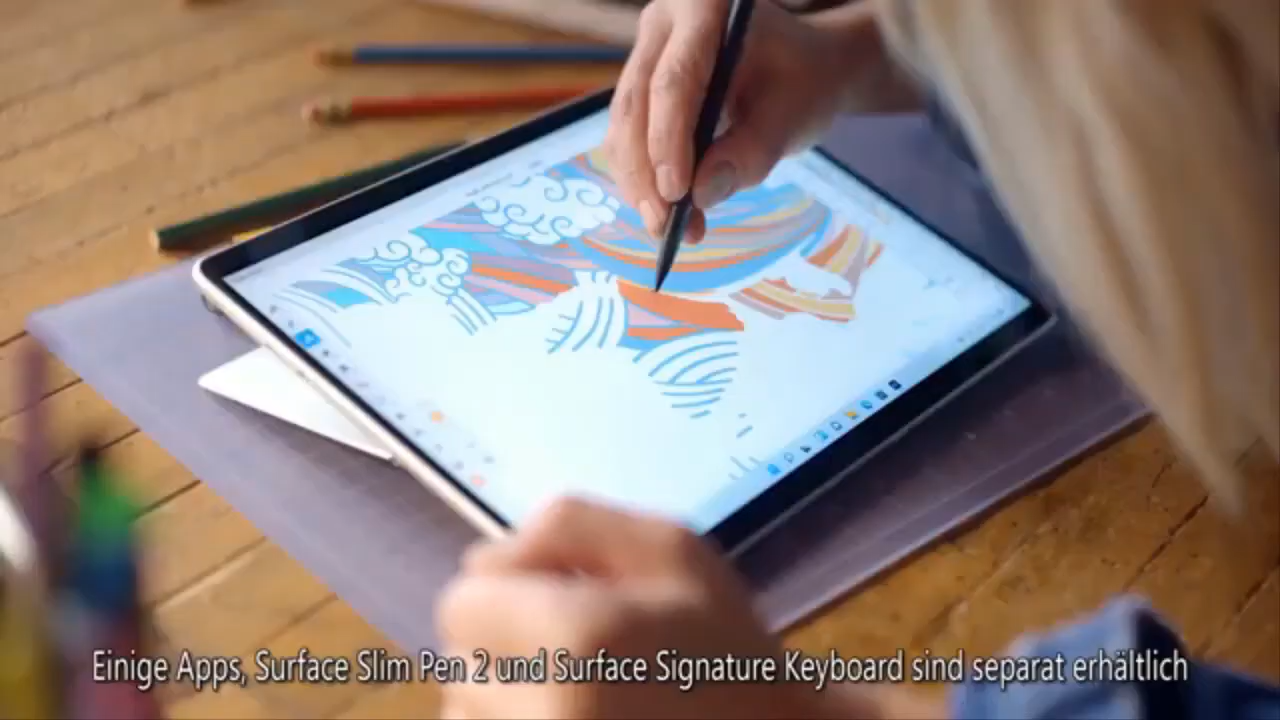 Einige Apps, Surface Slim Pen 2 und Surface Signature Keyboard sind separat erhältlich